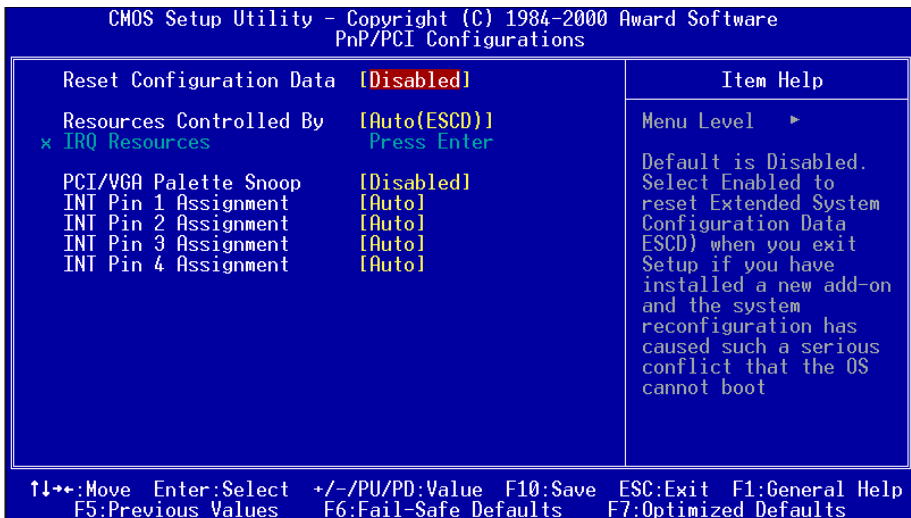 CMOS Setup Utility - Copyright (C) 1984-2000 Award Software
PnP/PCI Configurations
Reset Configuration Data [Disabled]
Resources Controlled By [Auto(ESCD)]
x IRQ Resources Press Enter
PCI/VGA Palette Snoop [Disabled]
INT Pin 1 Assignment [Auto]
INT Pin 2 Assignment [Auto]
INT Pin 3 Assignment [Auto]
INT Pin 4 Assignment [Auto]
Item Help
Menu Level ►
Default is Disabled.
Select Enabled to
reset Extended System
Configuration Data
ESCD) when you exit
Setup if you have
installed a new add-on
and the system
reconfiguration has
caused such a serious
conflict that the OS
cannot boot
↑↓→←:Move Enter:Select +/-/PU/PD:Value F10:Save ESC:Exit F1:General Help
F5:Previous Values F6:Fail-Safe Defaults F7:Optimized Defaults